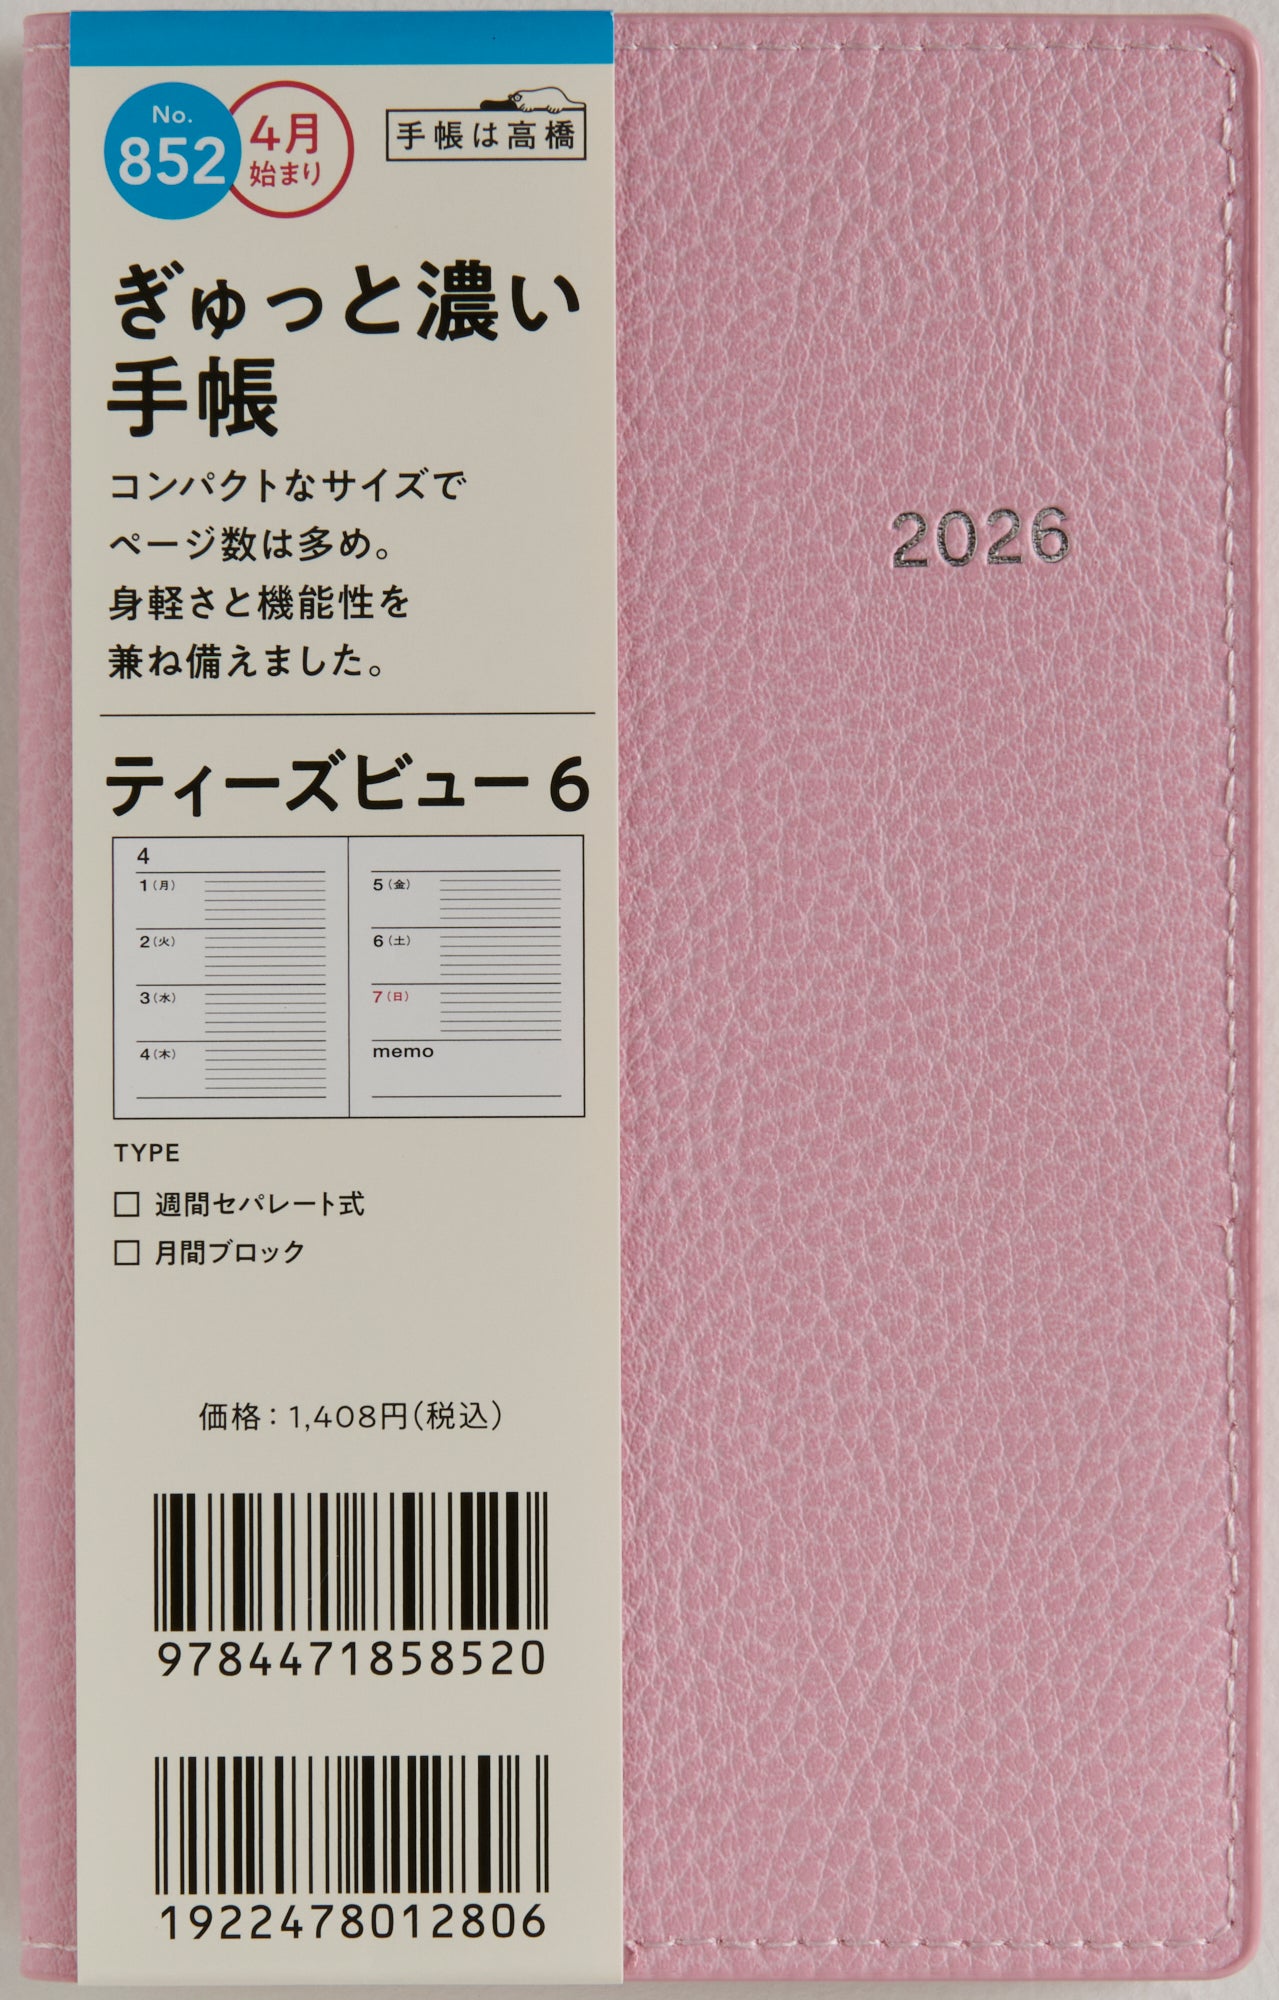 No.
852
4月
始まり
手帳は高橋
ぎゅっと濃い
手帳
コンパクトなサイズで
ページ数は多め。
身軽さと機能性を
兼ね備えました。
2026
ティーズビュー6
4
1(月)
2(火)
3(水)
4(木)
5(金)
6(土)
7(日)
memo
TYPE
□ 週間セパレート式
□ 月間ブロック
価格：1,408円(税込)
9784471858520
1922478012806